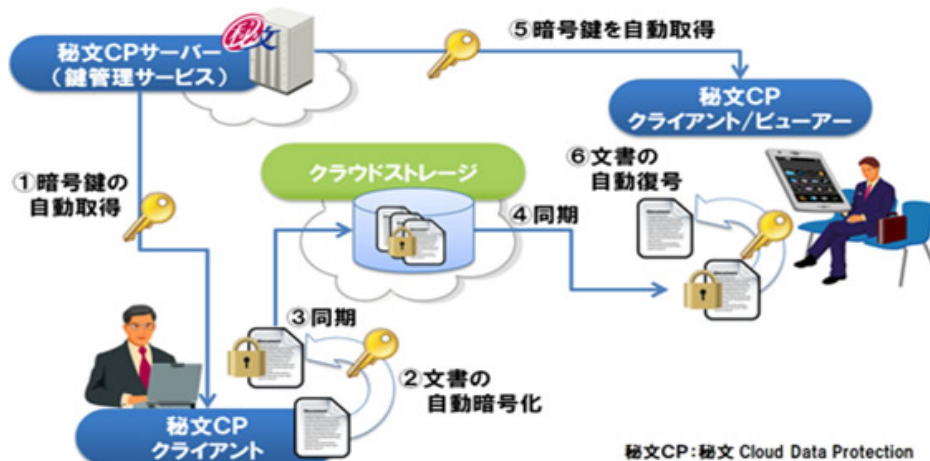 秘文
秘文CPサーバー
（鍵管理サービス）
⑤暗号鍵を自動取得
秘文CP
クライアント/ビューアー
①暗号鍵の
自動取得
クラウドストレージ
④同期
⑥文書の
自動復号
③同期
②文書の
自動暗号化
秘文CP
クライアント
秘文CP：秘文 Cloud Data Protection